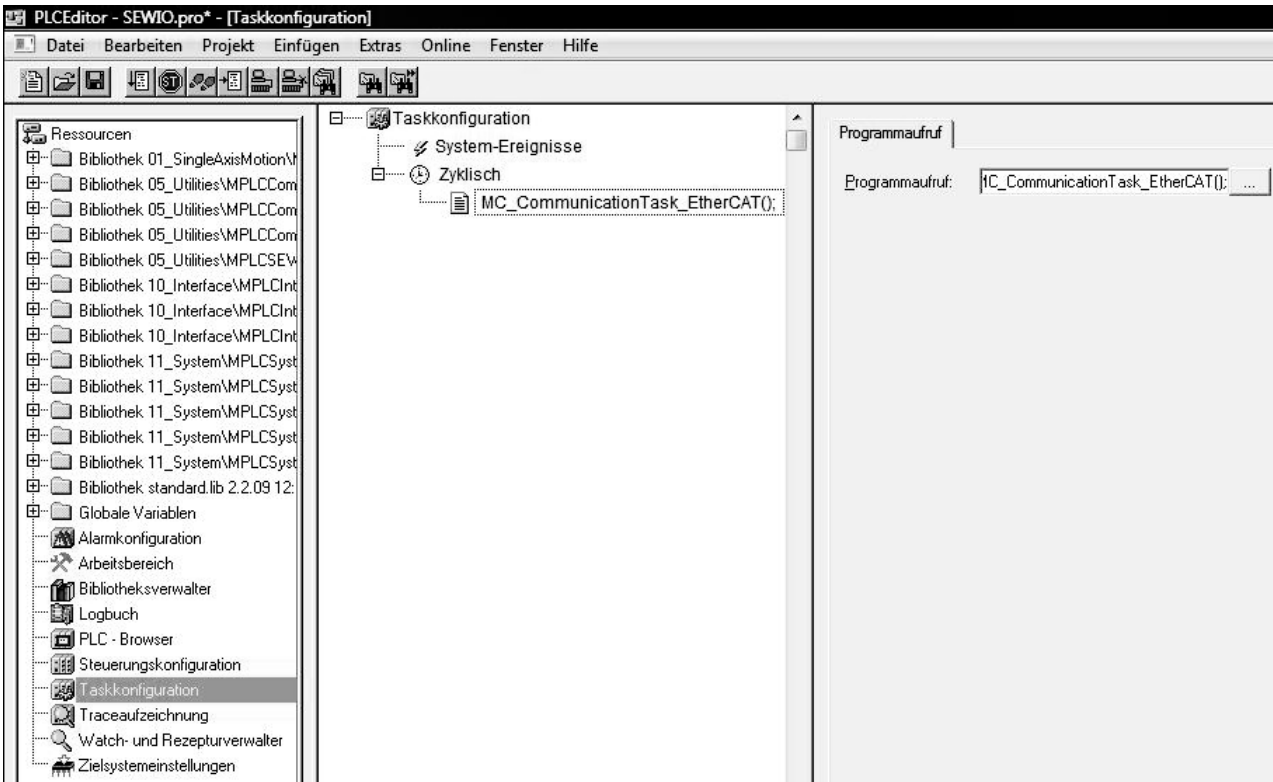 PLCEditor - SEWIO.pro* - [Taskkonfiguration]
Datei Bearbeiten Projekt Einfügen Extras Online Fenster Hilfe
ST
Ressourcen
Bibliothek 01_SingleAxisMotion\
Bibliothek 05_Utilities\MPLCCom
Bibliothek 05_Utilities\MPLCCom
Bibliothek 05_Utilities\MPLCCom
Bibliothek 05_Utilities\MPLCSEW
Bibliothek 10_Interface\MPLCInt
Bibliothek 10_Interface\MPLCInt
Bibliothek 10_Interface\MPLCInt
Bibliothek 11_System\MPLCSyst
Bibliothek 11_System\MPLCSyst
Bibliothek 11_System\MPLCSyst
Bibliothek 11_System\MPLCSyst
Bibliothek 11_System\MPLCSyst
Bibliothek standard.lib 2.2.09 12:
Globale Variablen
Alarmkonfiguration
Arbeitsbereich
Bibliotheksverwalter
Logbuch
PLC - Browser
Steuerungskonfiguration
Taskkonfiguration
Traceaufzeichnung
Watch- und Rezepturverwalter
Zielsystemeinstellungen
Taskkonfiguration
System-Ereignisse
Zyklisch
MC_CommunicationTask_EtherCAT();
Programmaufruf
Programmaufruf: IC_CommunicationTask_EtherCAT(); ...